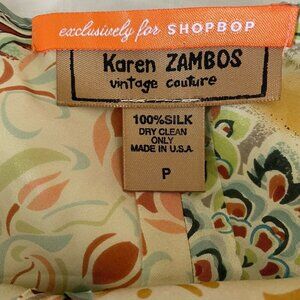 exclusively for SHOPBOP
Karen ZAMBOS
vintage couture
100%SILK
DRY CLEAN
ONLY
MADE IN U.S.A.
P